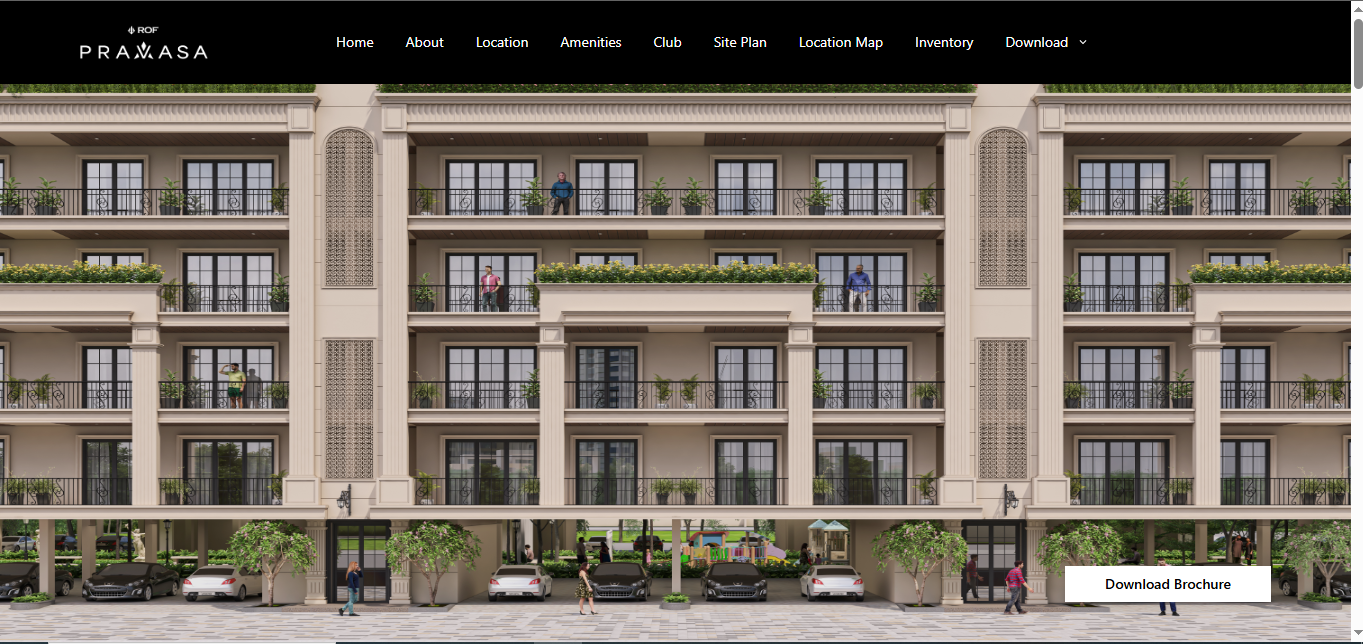 ROF
PRAVASA
Home
About
Location
Amenities
Club
Site Plan
Location Map
Inventory
Download
Download Brochure